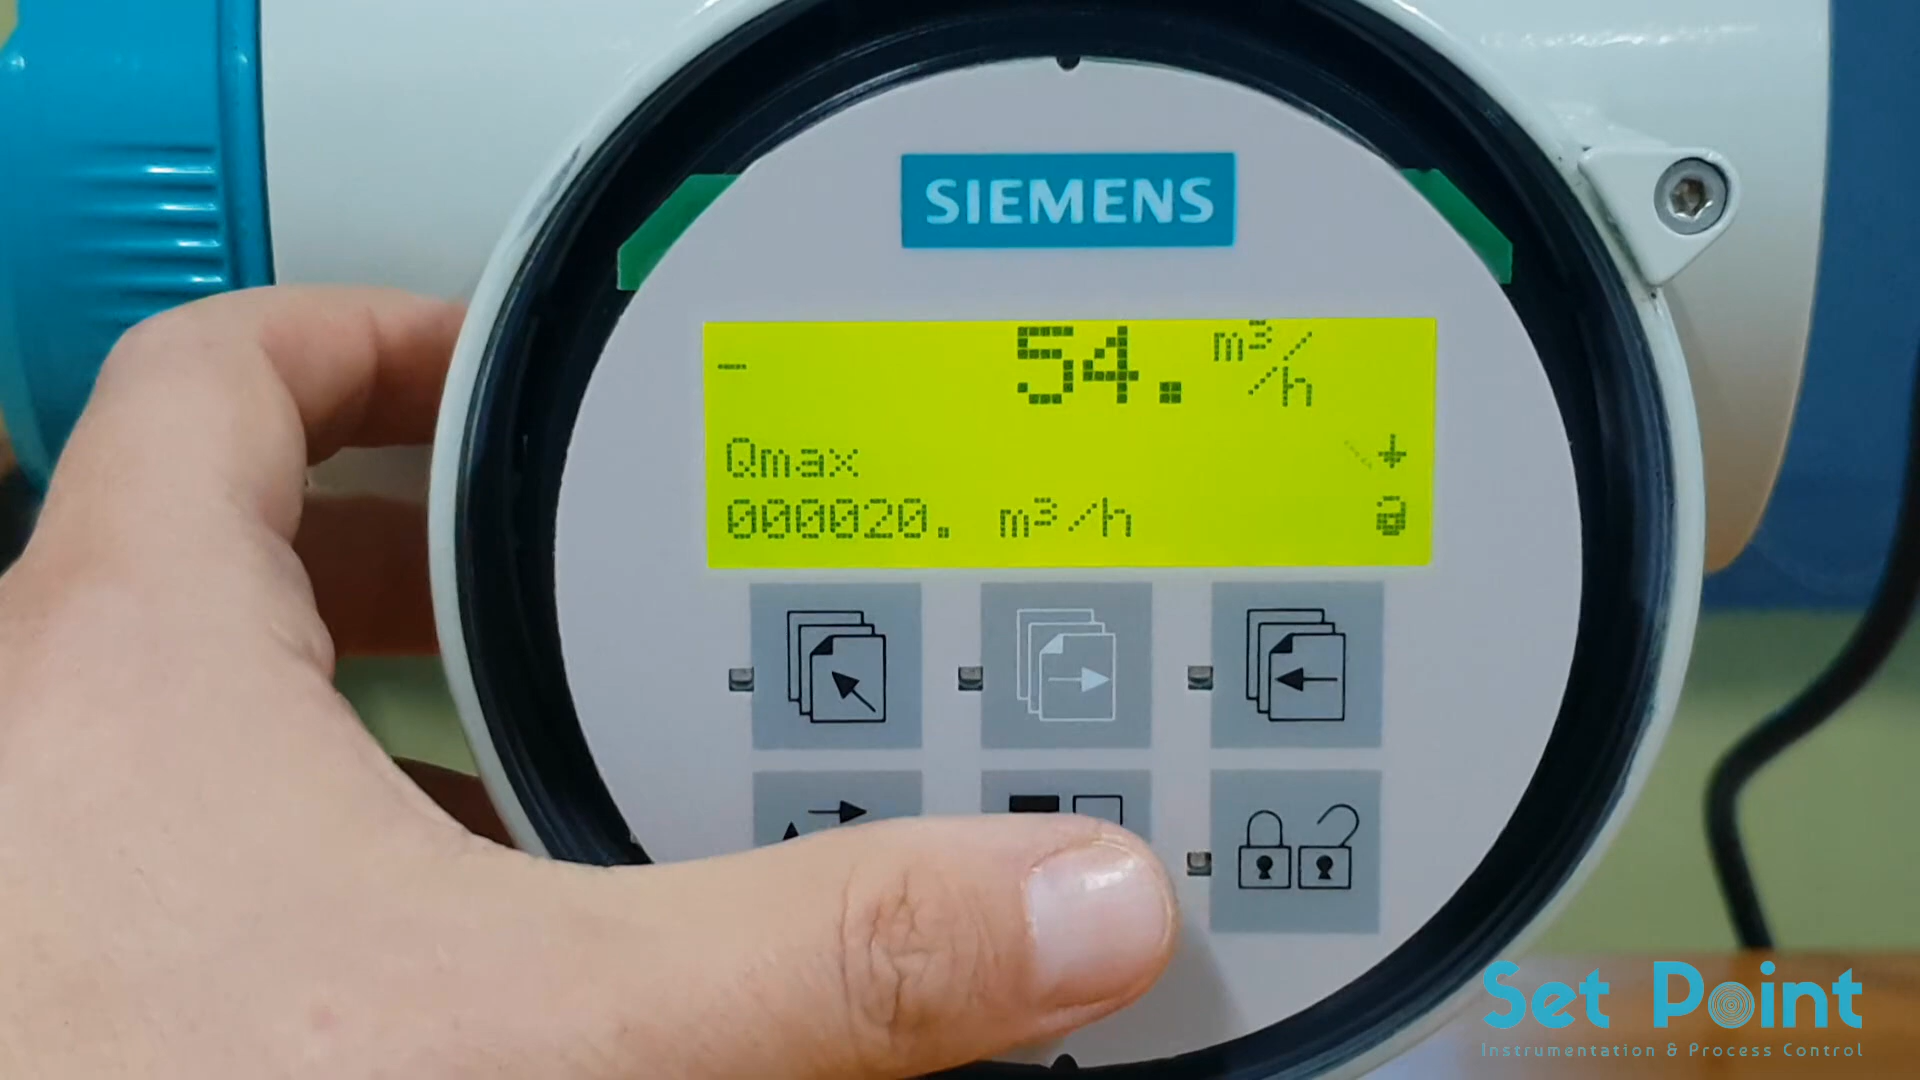 SIEMENS
- 54. m³/
/h
Qmax
000020. m³/h
Set Point
Instrumentation & Process Control